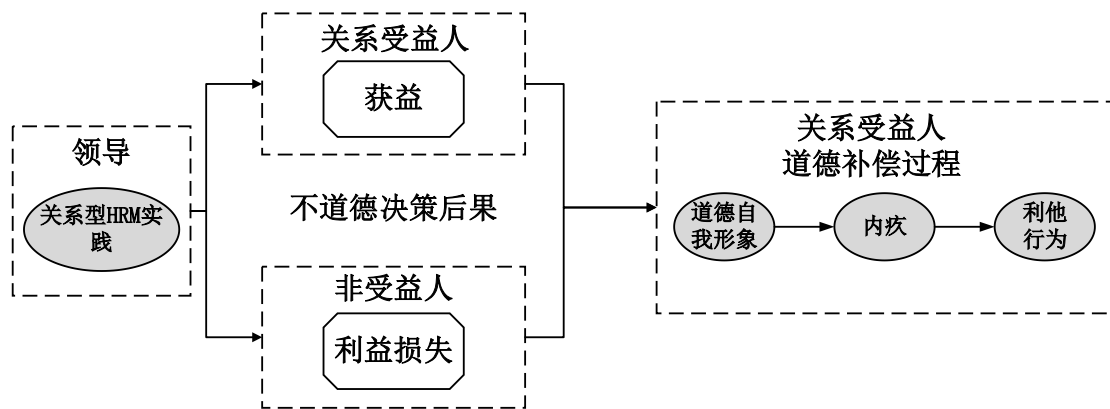 领导
关系型HRM实
践
关系受益人
获益
不道德决策后果
非受益人
利益损失
关系受益人
道德补偿过程
道德自
我形象
内疚
利他
行为